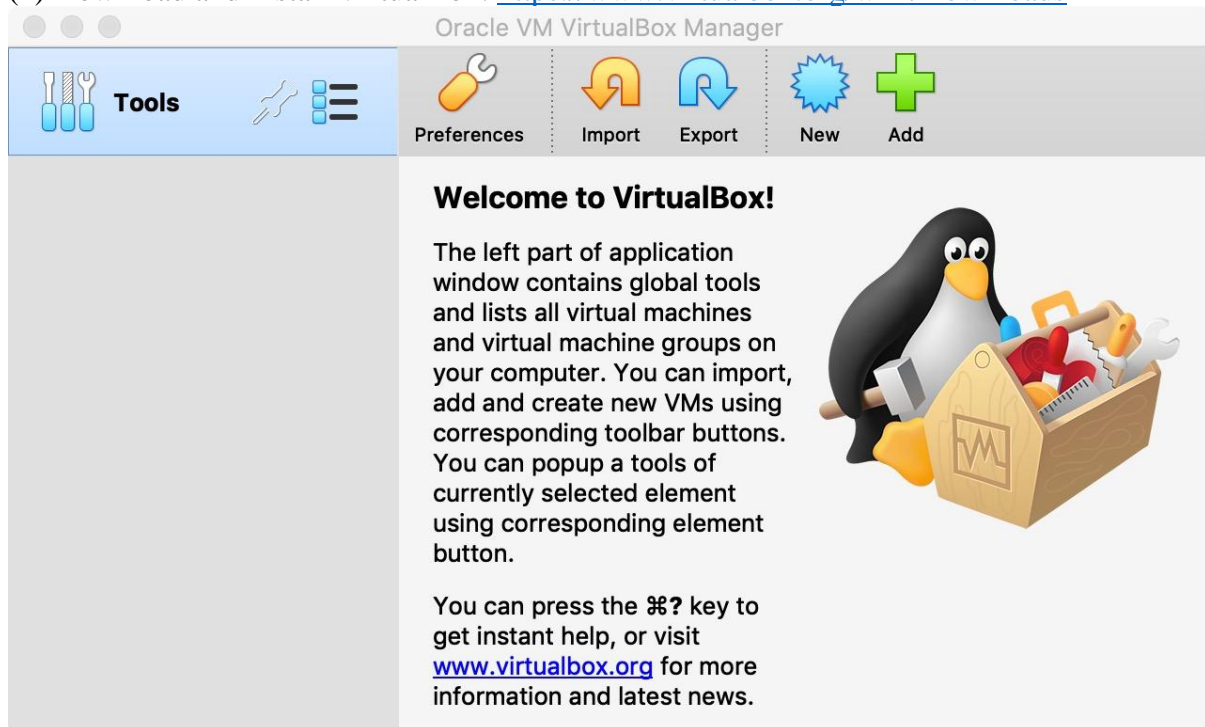 Oracle VM VirtualBox Manager
Tools
Preferences
Import
Export
New
Add
Welcome to VirtualBox!
The left part of application
window contains global tools
and lists all virtual machines
and virtual machine groups on
your computer. You can import,
add and create new VMs using
corresponding toolbar buttons.
You can popup a tools of
currently selected element
using corresponding element
button.
You can press the ⌘? key to
get instant help, or visit
www.virtualbox.org for more
information and latest news.